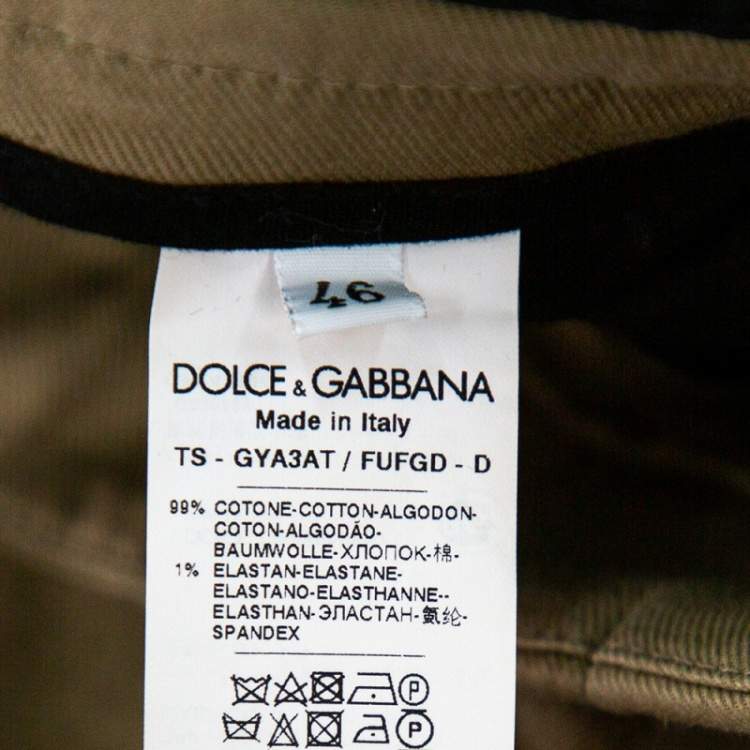 46
DOLCE & GABBANA
Made in Italy
TS - GYA3AT / FUFGD - D
99% COTONE-COTTON-ALGODON-
COTON-ALGODÃO-
BAUMWOLLE-ХЛОПОК-棉-
1% ELASTAN-ELASTANE-
ELASTANO-ELASTHANNE--
ELASTHAN-ЭЛАСТАН-氨纶-
SPANDEX
P
P